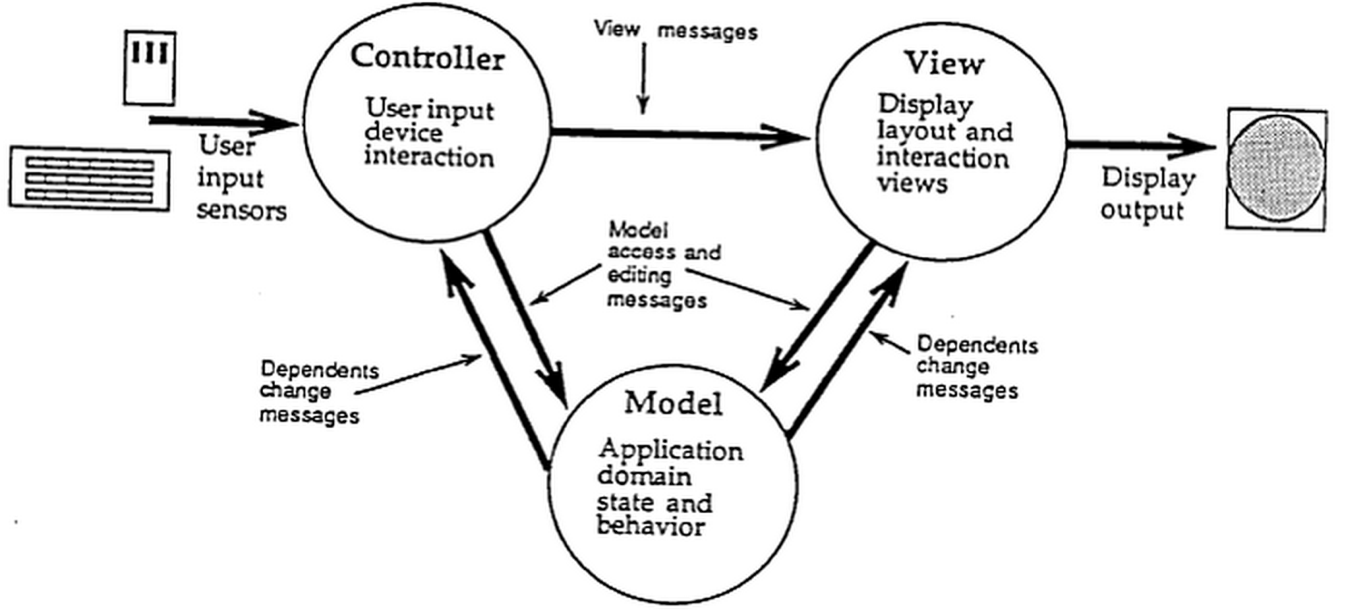 View messages
Controller
User input
device
interaction
View
Display
layout and
interaction
views
User
input
sensors
Display
output
Model
access and
editing
messages
Dependents
change
messages
Dependents
change
messages
Model
Application
domain
state and
behavior